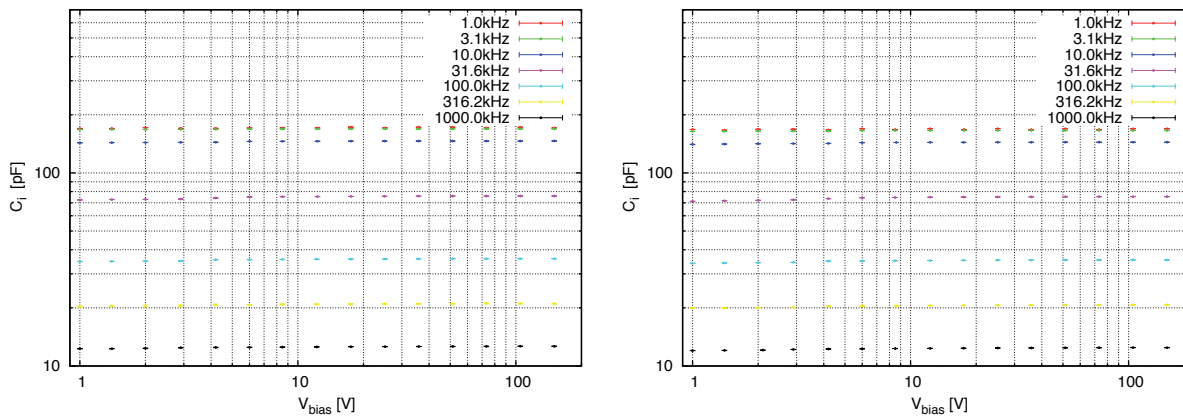 1.0kHz
3.1kHz
10.0kHz
31.6kHz
100.0kHz
316.2kHz
1000.0kHz
100
10
C_i [pF]
1
10
100
V_bias [V]
1.0kHz
3.1kHz
10.0kHz
31.6kHz
100.0kHz
316.2kHz
1000.0kHz
100
10
C_i [pF]
1
10
100
V_bias [V]